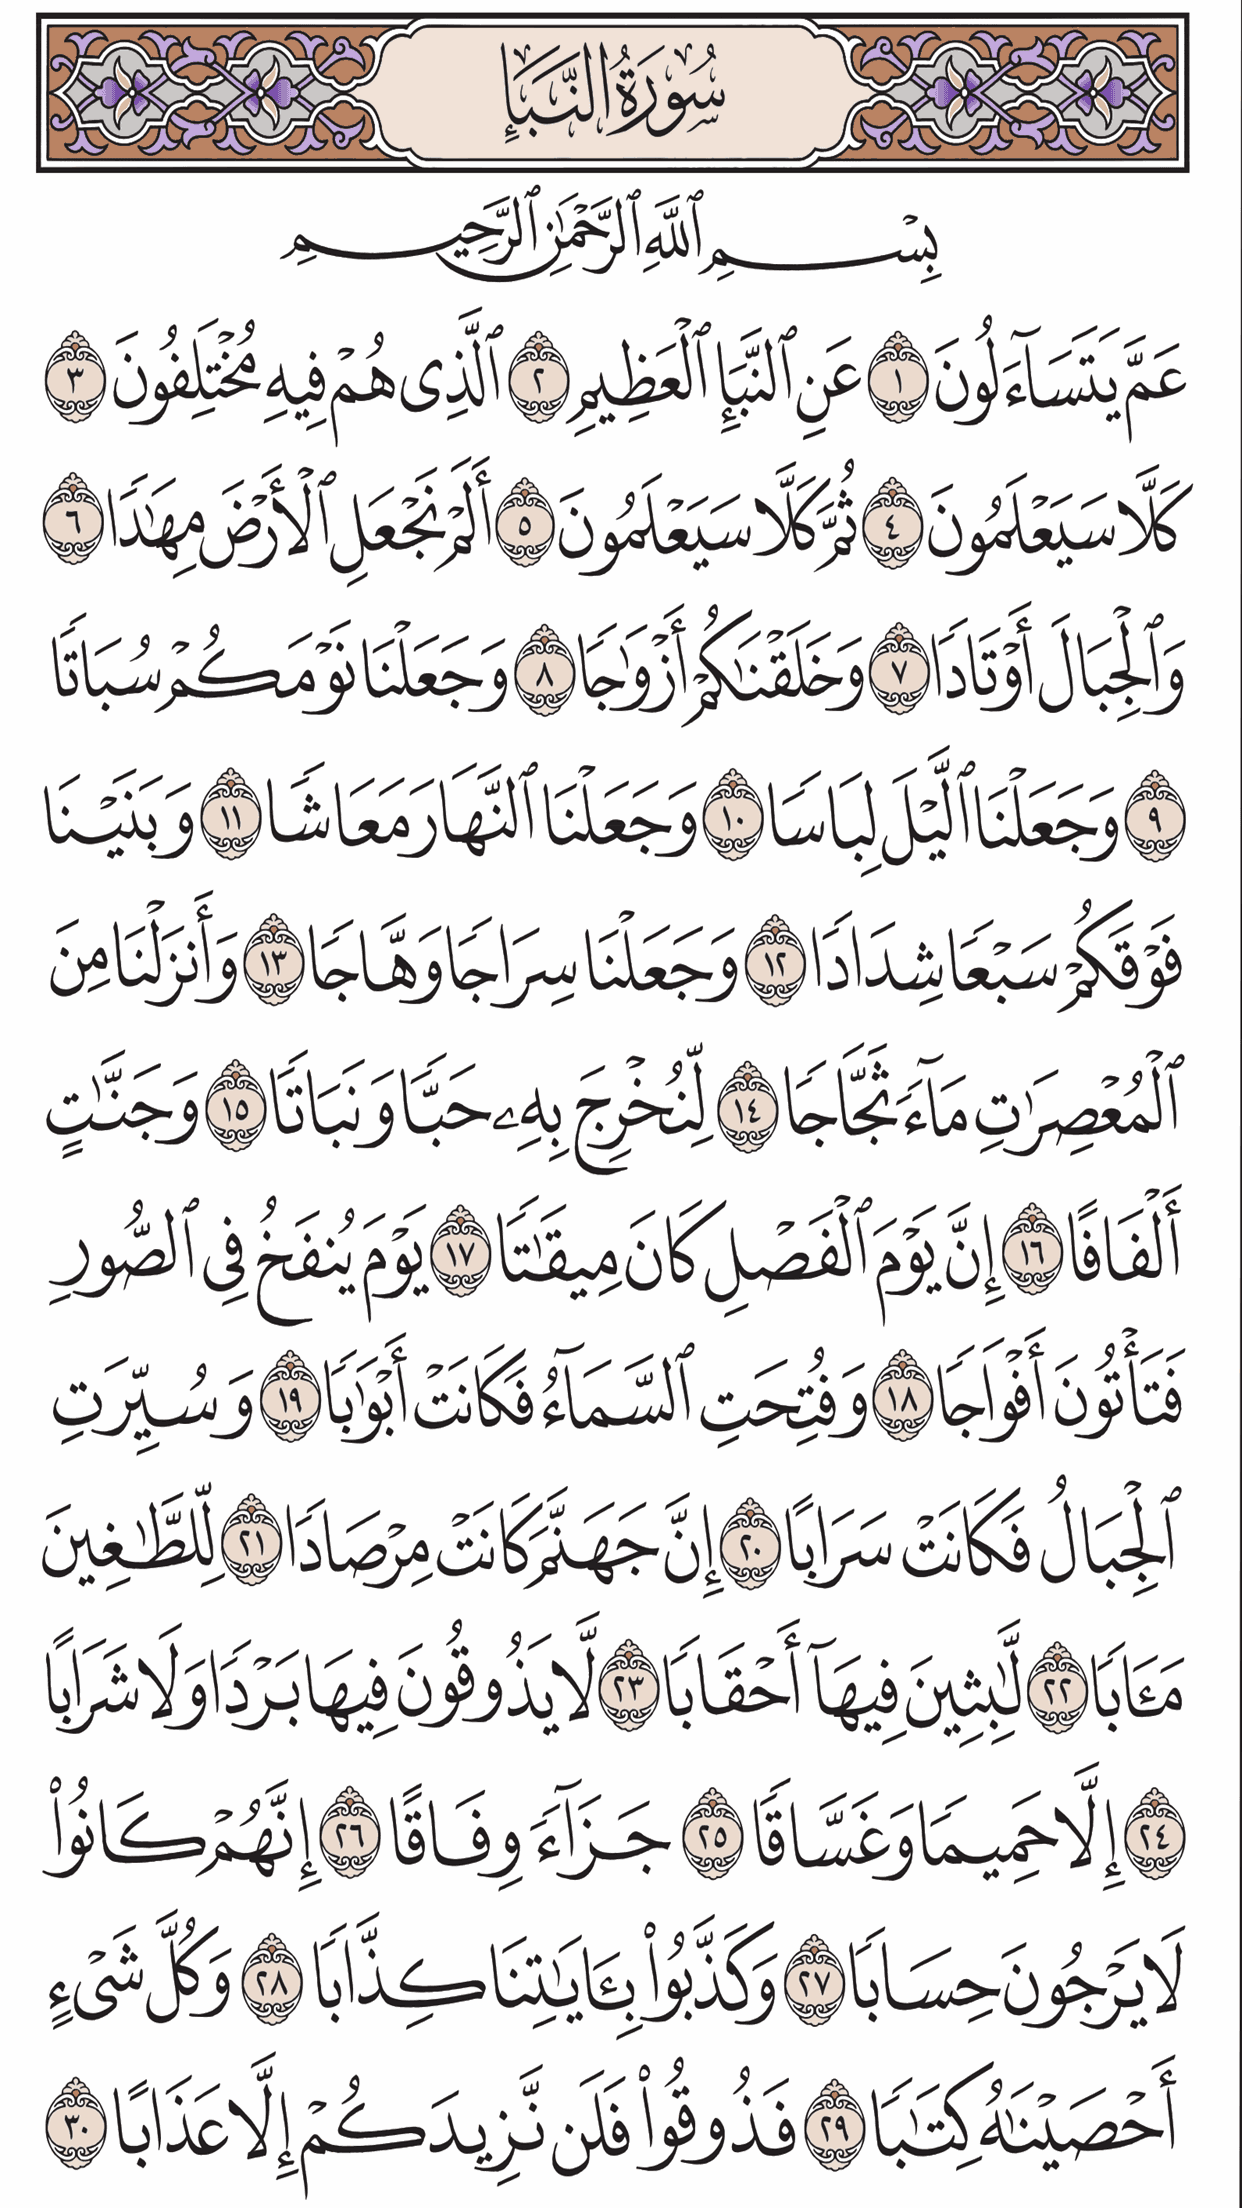 سُورَةُ النَّبَإِ
بِسْمِ ٱللَّهِ ٱلرَّحْمَٰنِ ٱلرَّحِيمِ
عَمَّ يَتَسَآءَلُونَ ١ عَنِ ٱلنَّبَإِ ٱلْعَظِيمِ ٢ ٱلَّذِى هُمْ فِيهِ مُخْتَلِفُونَ ٣
كَلَّا سَيَعْلَمُونَ ٤ ثُمَّ كَلَّا سَيَعْلَمُونَ ٥ أَلَمْ نَجْعَلِ ٱلْأَرْضَ مِهَٰدًا ٦
وَٱلْجِبَالَ أَوْتَادًا ٧ وَخَلَقْنَٰكُمْ أَزْوَٰجًا ٨ وَجَعَلْنَا نَوْمَكُمْ سُبَاتًا
٩ وَجَعَلْنَا ٱلَّيْلَ لِبَاسًا ١٠ وَجَعَلْنَا ٱلنَّهَارَ مَعَاشًا ١١ وَبَنَيْنَا
فَوْقَكُمْ سَبْعًا شِدَادًا ١٢ وَجَعَلْنَا سِرَاجًا وَهَّاجًا ١٣ وَأَنزَلْنَا مِنَ
ٱلْمُعْصِرَٰتِ مَآءً ثَجَّاجًا ١٤ لِّنُخْرِجَ بِهِۦ حَبًّا وَنَبَاتًا ١٥ وَجَنَّٰتٍ
أَلْفَافًا ١٦ إِنَّ يَوْمَ ٱلْفَصْلِ كَانَ مِيقَٰتًا ١٧ يَوْمَ يُنفَخُ فِى ٱلصُّورِ
فَتَأْتُونَ أَفْوَاجًا ١٨ وَفُتِحَتِ ٱلسَّمَآءُ فَكَانَتْ أَبْوَٰبًا ١٩ وَسُيِّرَتِ
ٱلْجِبَالُ فَكَانَتْ سَرَابًا ٢٠ إِنَّ جَهَنَّمَ كَانَتْ مِرْصَادًا ٢١ لِّلطَّٰغِينَ
مَـَٔابًا ٢٢ لَّٰبِثِينَ فِيهَآ أَحْقَابًا ٢٣ لَّا يَذُوقُونَ فِيهَا بَرْدًا وَلَا شَرَابًا
٢٤ إِلَّا حَمِيمًا وَغَسَّاقًا ٢٥ جَزَآءً وِفَاقًا ٢٦ إِنَّهُمْ كَانُوا۟
لَا يَرْجُونَ حِسَابًا ٢٧ وَكَذَّبُوا۟ بِـَٔايَٰتِنَا كِذَّابًا ٢٨ وَكُلَّ شَىْءٍ
أَحْصَيْنَٰهُ كِتَٰبًا ٢٩ فَذُوقُوا۟ فَلَن نَّزِيدَكُمْ إِلَّا عَذَابًا ٣٠